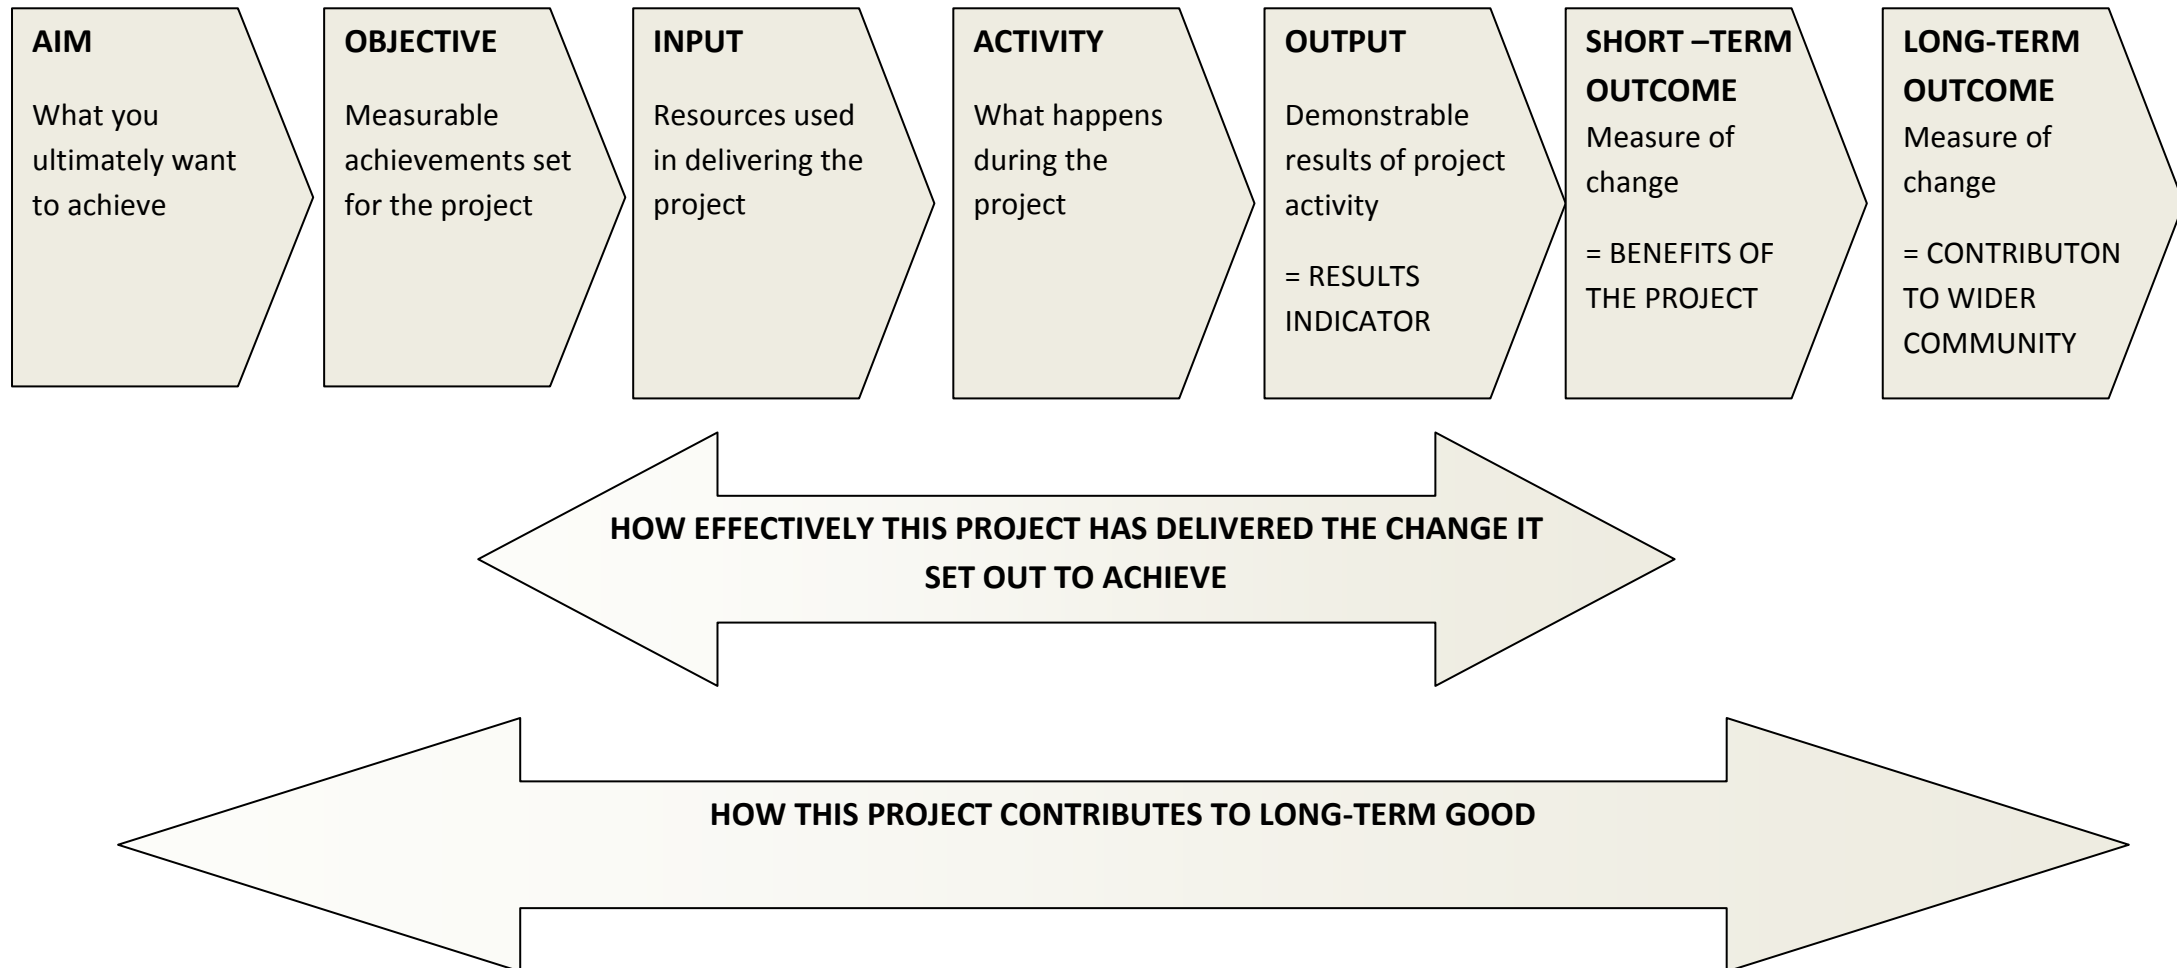 AIM
What you
ultimately want
to achieve
OBJECTIVE
Measurable
achievements set
for the project
INPUT
Resources used
in delivering the
project
ACTIVITY
What happens
during the
project
OUTPUT
Demonstrable
results of project
activity
= RESULTS
INDICATOR
SHORT –TERM
OUTCOME
Measure of
change
= BENEFITS OF
THE PROJECT
LONG-TERM
OUTCOME
Measure of
change
= CONTRIBUTON
TO WIDER
COMMUNITY
HOW EFFECTIVELY THIS PROJECT HAS DELIVERED THE CHANGE IT
SET OUT TO ACHIEVE
HOW THIS PROJECT CONTRIBUTES TO LONG-TERM GOOD